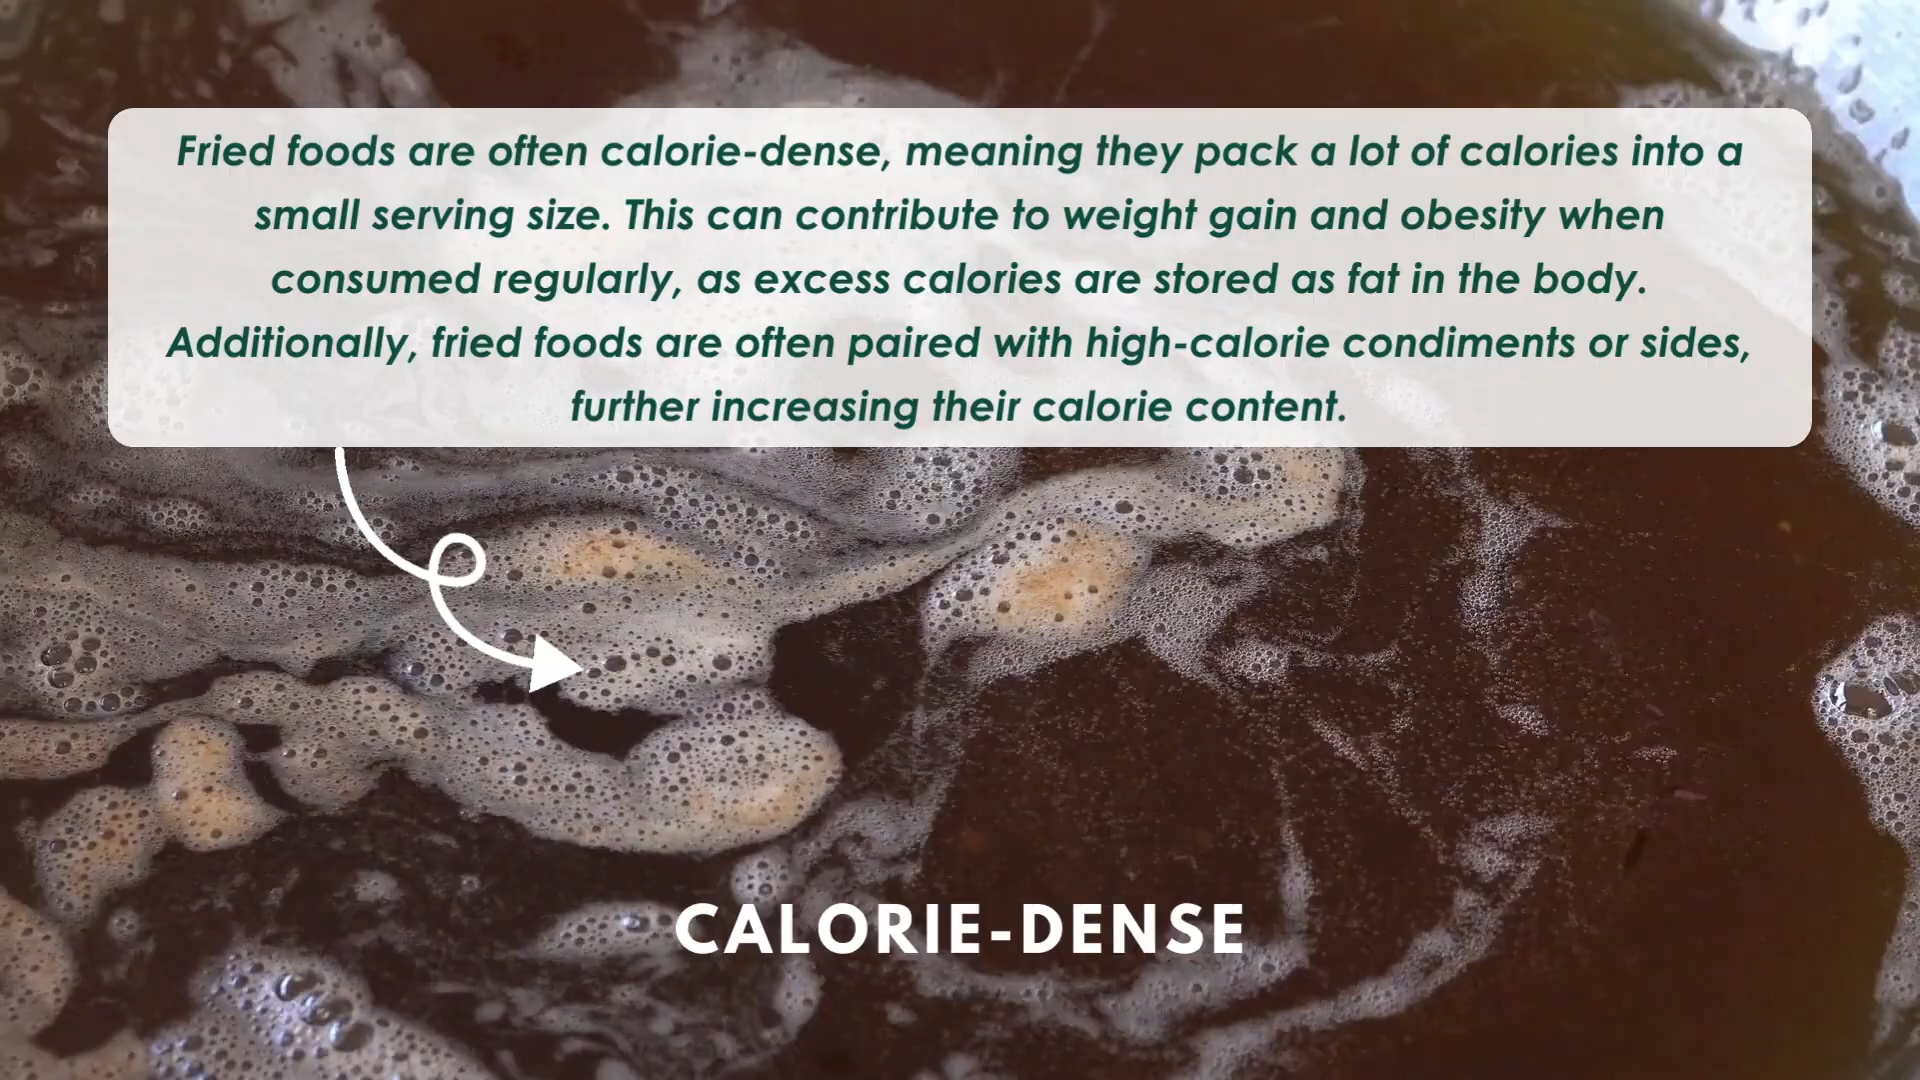 Fried foods are often calorie-dense, meaning they pack a lot of calories into a
small serving size. This can contribute to weight gain and obesity when
consumed regularly, as excess calories are stored as fat in the body.
Additionally, fried foods are often paired with high-calorie condiments or sides,
further increasing their calorie content.
CALORIE-DENSE